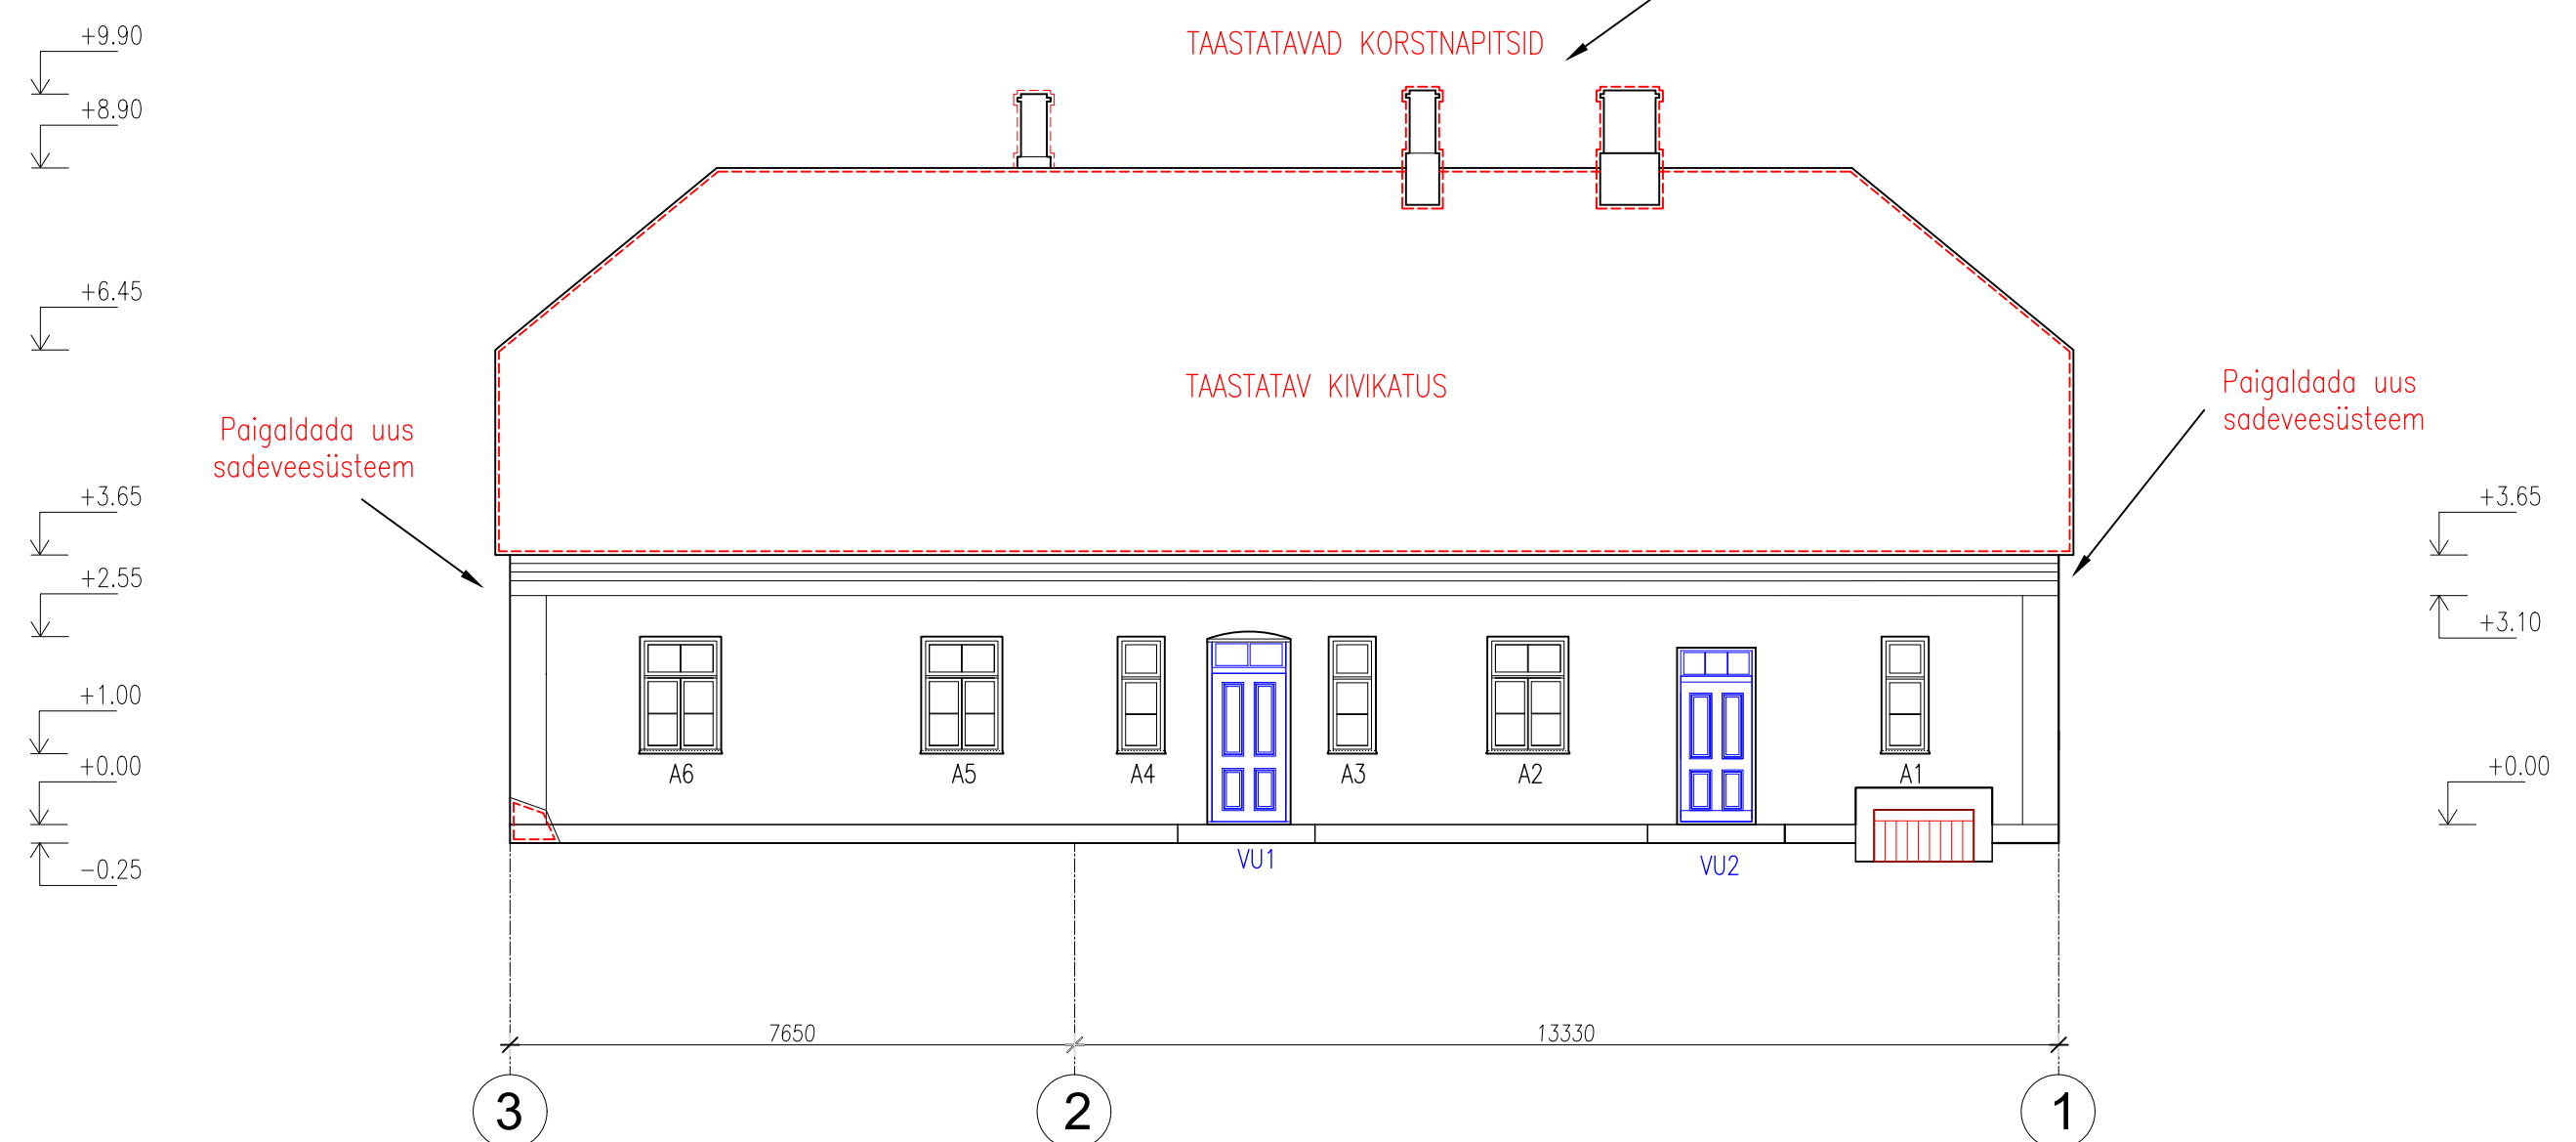 +9.90
TAASTATAVAD KORSTNAPITSID
+8.90
+6.45
TAASTATAV KIVIKATUS
Paigaldada uus
sadeveesüsteem
Paigaldada uus
sadeveesüsteem
+3.65
+3.65
+2.55
+3.10
+1.00
+0.00
+0.00
A6
A5
A4
A3
A2
A1
-0.25
VU1
VU2
7650
13330
3
2
1